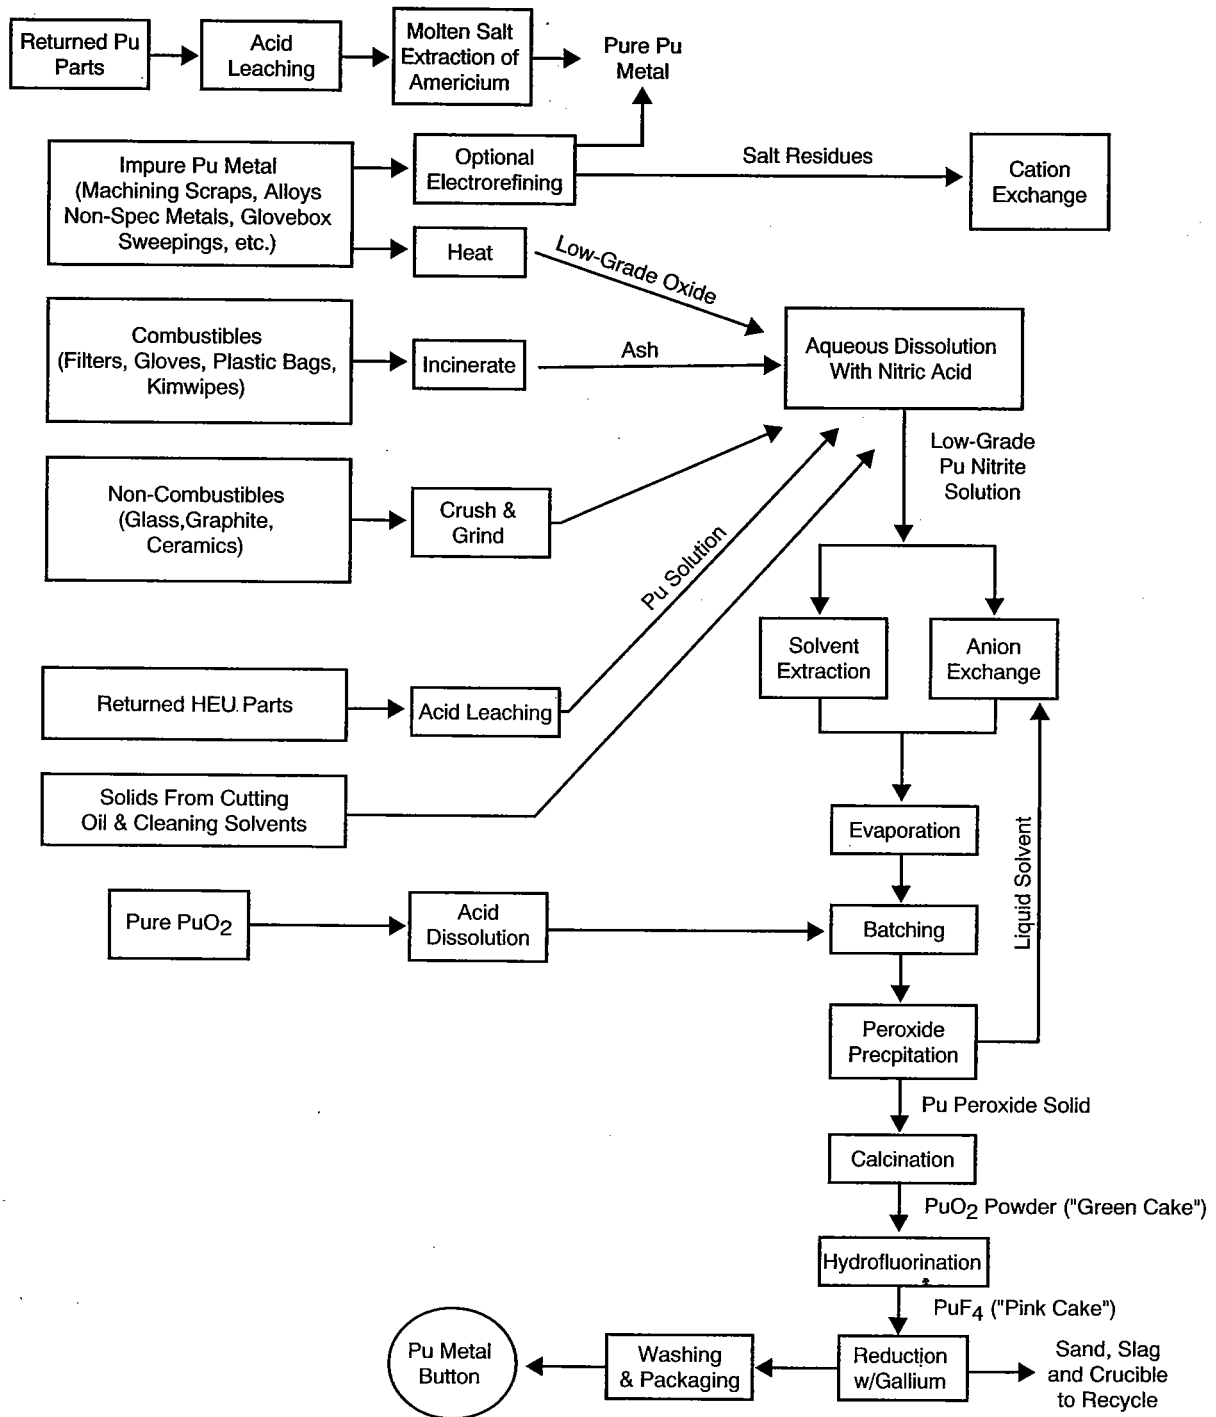 Returned Pu
Parts
Acid
Leaching
Molten Salt
Extraction of
Americium
Pure Pu
Metal
Impure Pu Metal
(Machining Scraps, Alloys
Non-Spec Metals, Glovebox
Sweepings, etc.)
Optional
Electrorefining
Salt Residues
Cation
Exchange
Heat
Low-Grade Oxide
Combustibles
(Filters, Gloves, Plastic Bags,
Kimwipes)
Incinerate
Ash
Aqueous Dissolution
With Nitric Acid
Low-Grade
Pu Nitrite
Solution
Non-Combustibles
(Glass,Graphite,
Ceramics)
Crush &
Grind
Pu Solution
Solvent
Extraction
Anion
Exchange
Returned HEU Parts
Acid Leaching
Solids From Cutting
Oil & Cleaning Solvents
Evaporation
Liquid Solvent
Pure PuO2
Acid
Dissolution
Batching
Peroxide
Precpitation
Pu Peroxide Solid
Calcination
PuO2 Powder ("Green Cake")
Hydrofluorination
PuF4 ("Pink Cake")
Pu Metal
Button
Washing
& Packaging
Reduction
w/Gallium
Sand, Slag
and Crucible
to Recycle